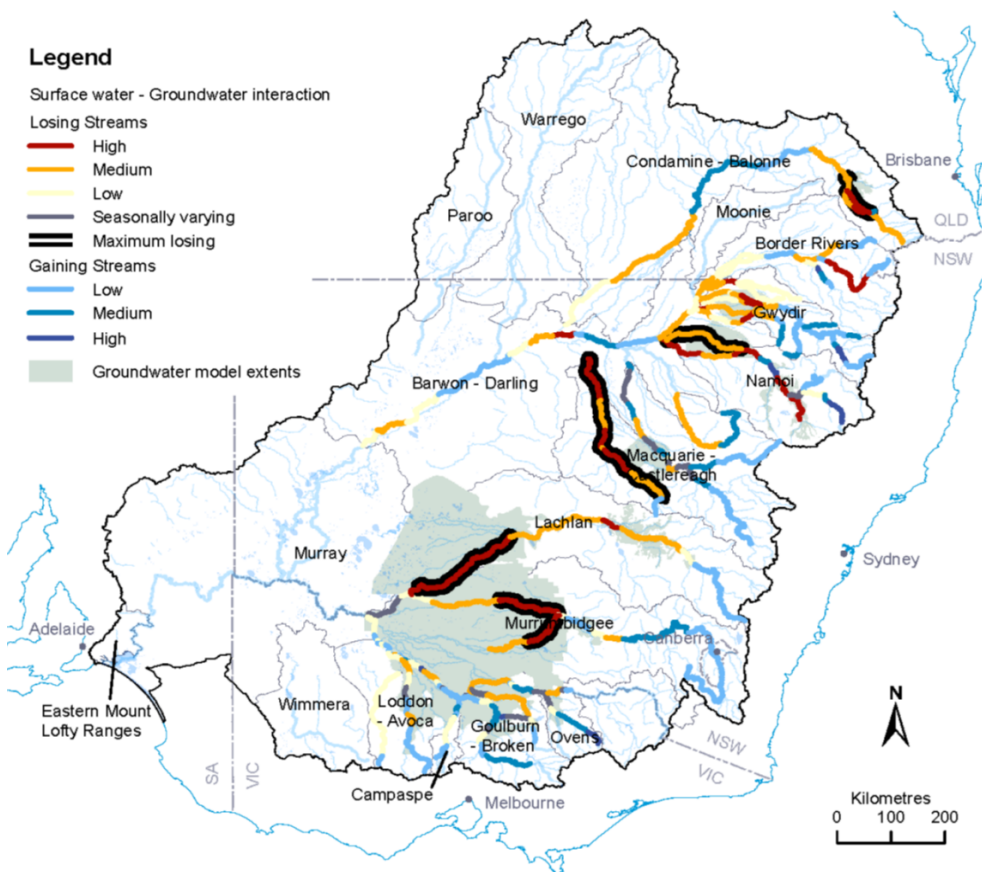 Legend
Surface water - Groundwater interaction
Losing Streams
High
Medium
Low
Seasonally varying
Maximum losing
Gaining Streams
Low
Medium
High
Groundwater model extents
Warrego
Condamine - Balonne
Brisbane
Paroo
Moonie
QLD
NSW
Border Rivers
Gwydir
Barwon - Darling
Namoi
Macquarie -
Lachlan
Murray
Sydney
Adelaide
Canberra
Eastern Mount
Lofty Ranges
Wimmera
Loddon
- Avoca
Goulburn
- Broken
Ovens
SA
VIC
NSW
VIC
Campaspe
Melbourne
N
Kilometres
0 100 200